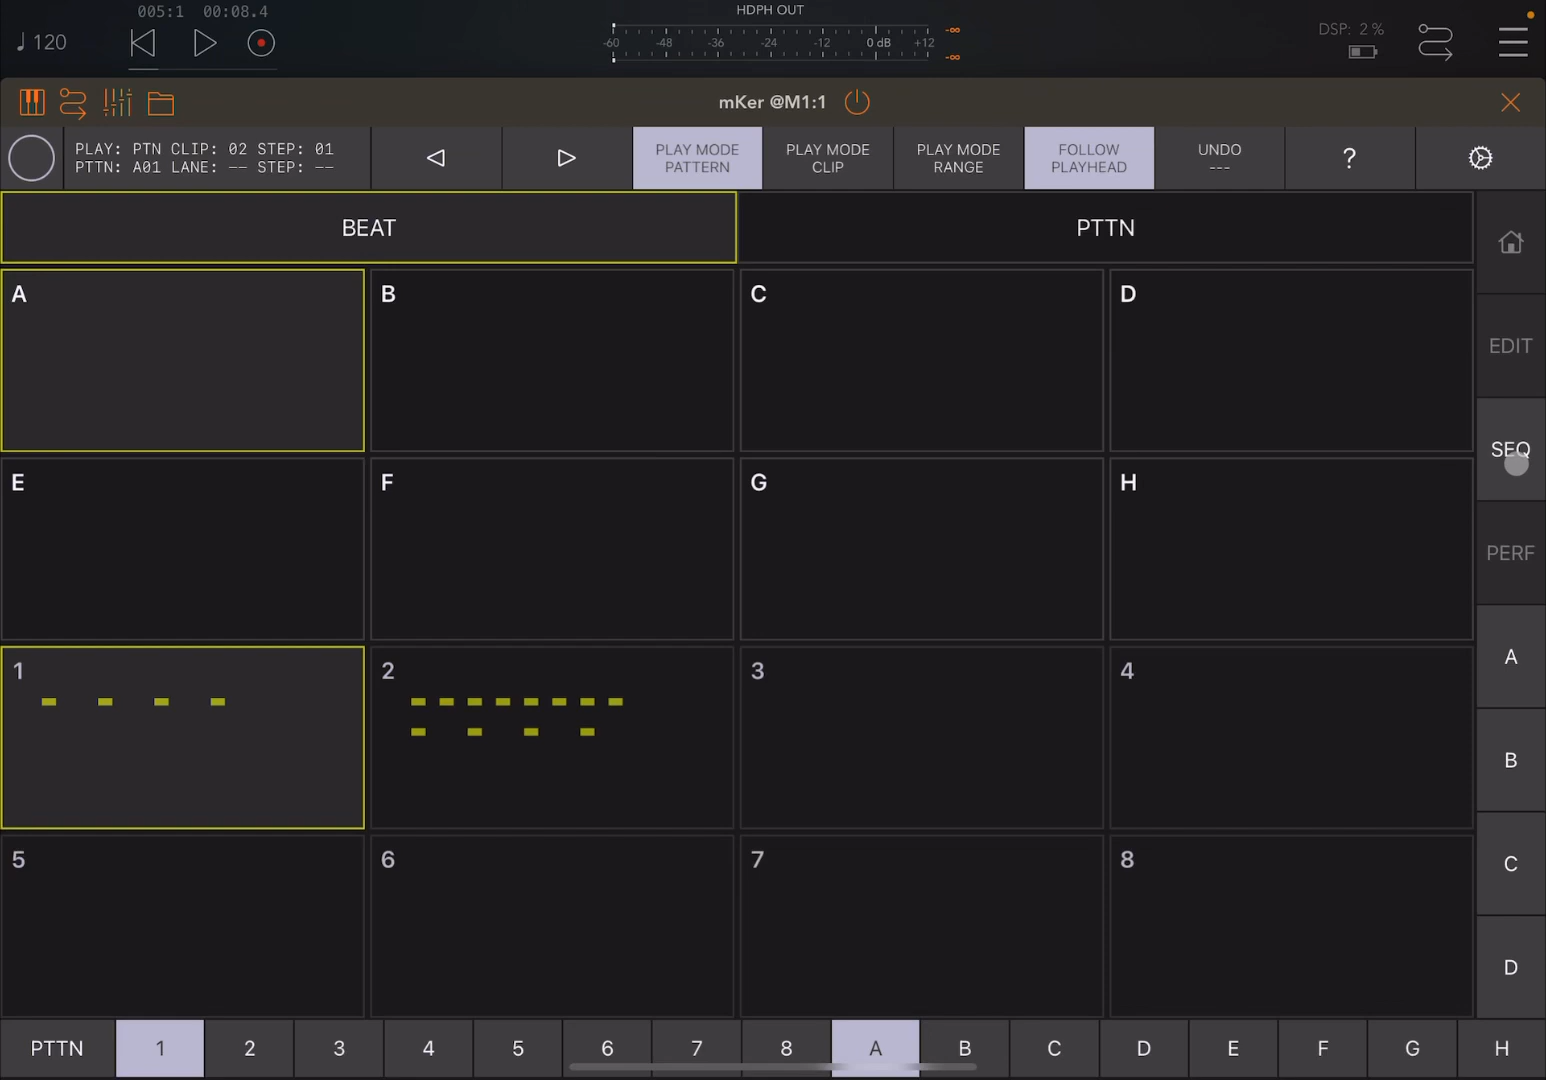 005:1 00:08.4
HDPH OUT
♩ 120
-60 -48 -36 -24 -12 0 dB +12
-∞
-∞
DSP: 2 %
mKer @M1:1
PLAY: PTN CLIP: 02 STEP: 01
PTTN: A01 LANE: -- STEP: --
PLAY MODE
PATTERN
PLAY MODE
CLIP
PLAY MODE
RANGE
FOLLOW
PLAYHEAD
UNDO
---
?
BEAT PTTN
A B C D
EDIT
SEQ
E F G H
PERF
1 2 3 4
A
B
5 6 7 8
C
D
PTTN 1 2 3 4 5 6 7 8 A B C D E F G H